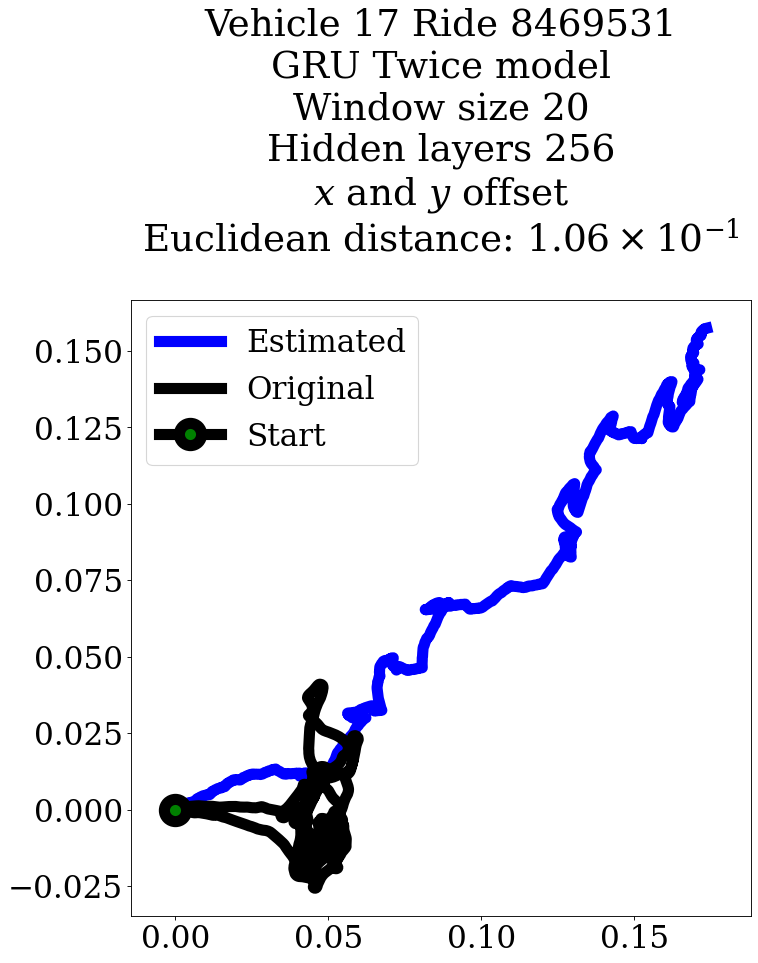 Vehicle 17 Ride 8469531
GRU Twice model
Window size 20
Hidden layers 256
x and y offset
Euclidean distance: 1.06 × 10⁻¹
Estimated
Original
Start
0.150
0.125
0.100
0.075
0.050
0.025
0.000
−0.025
0.00 0.05 0.10 0.15